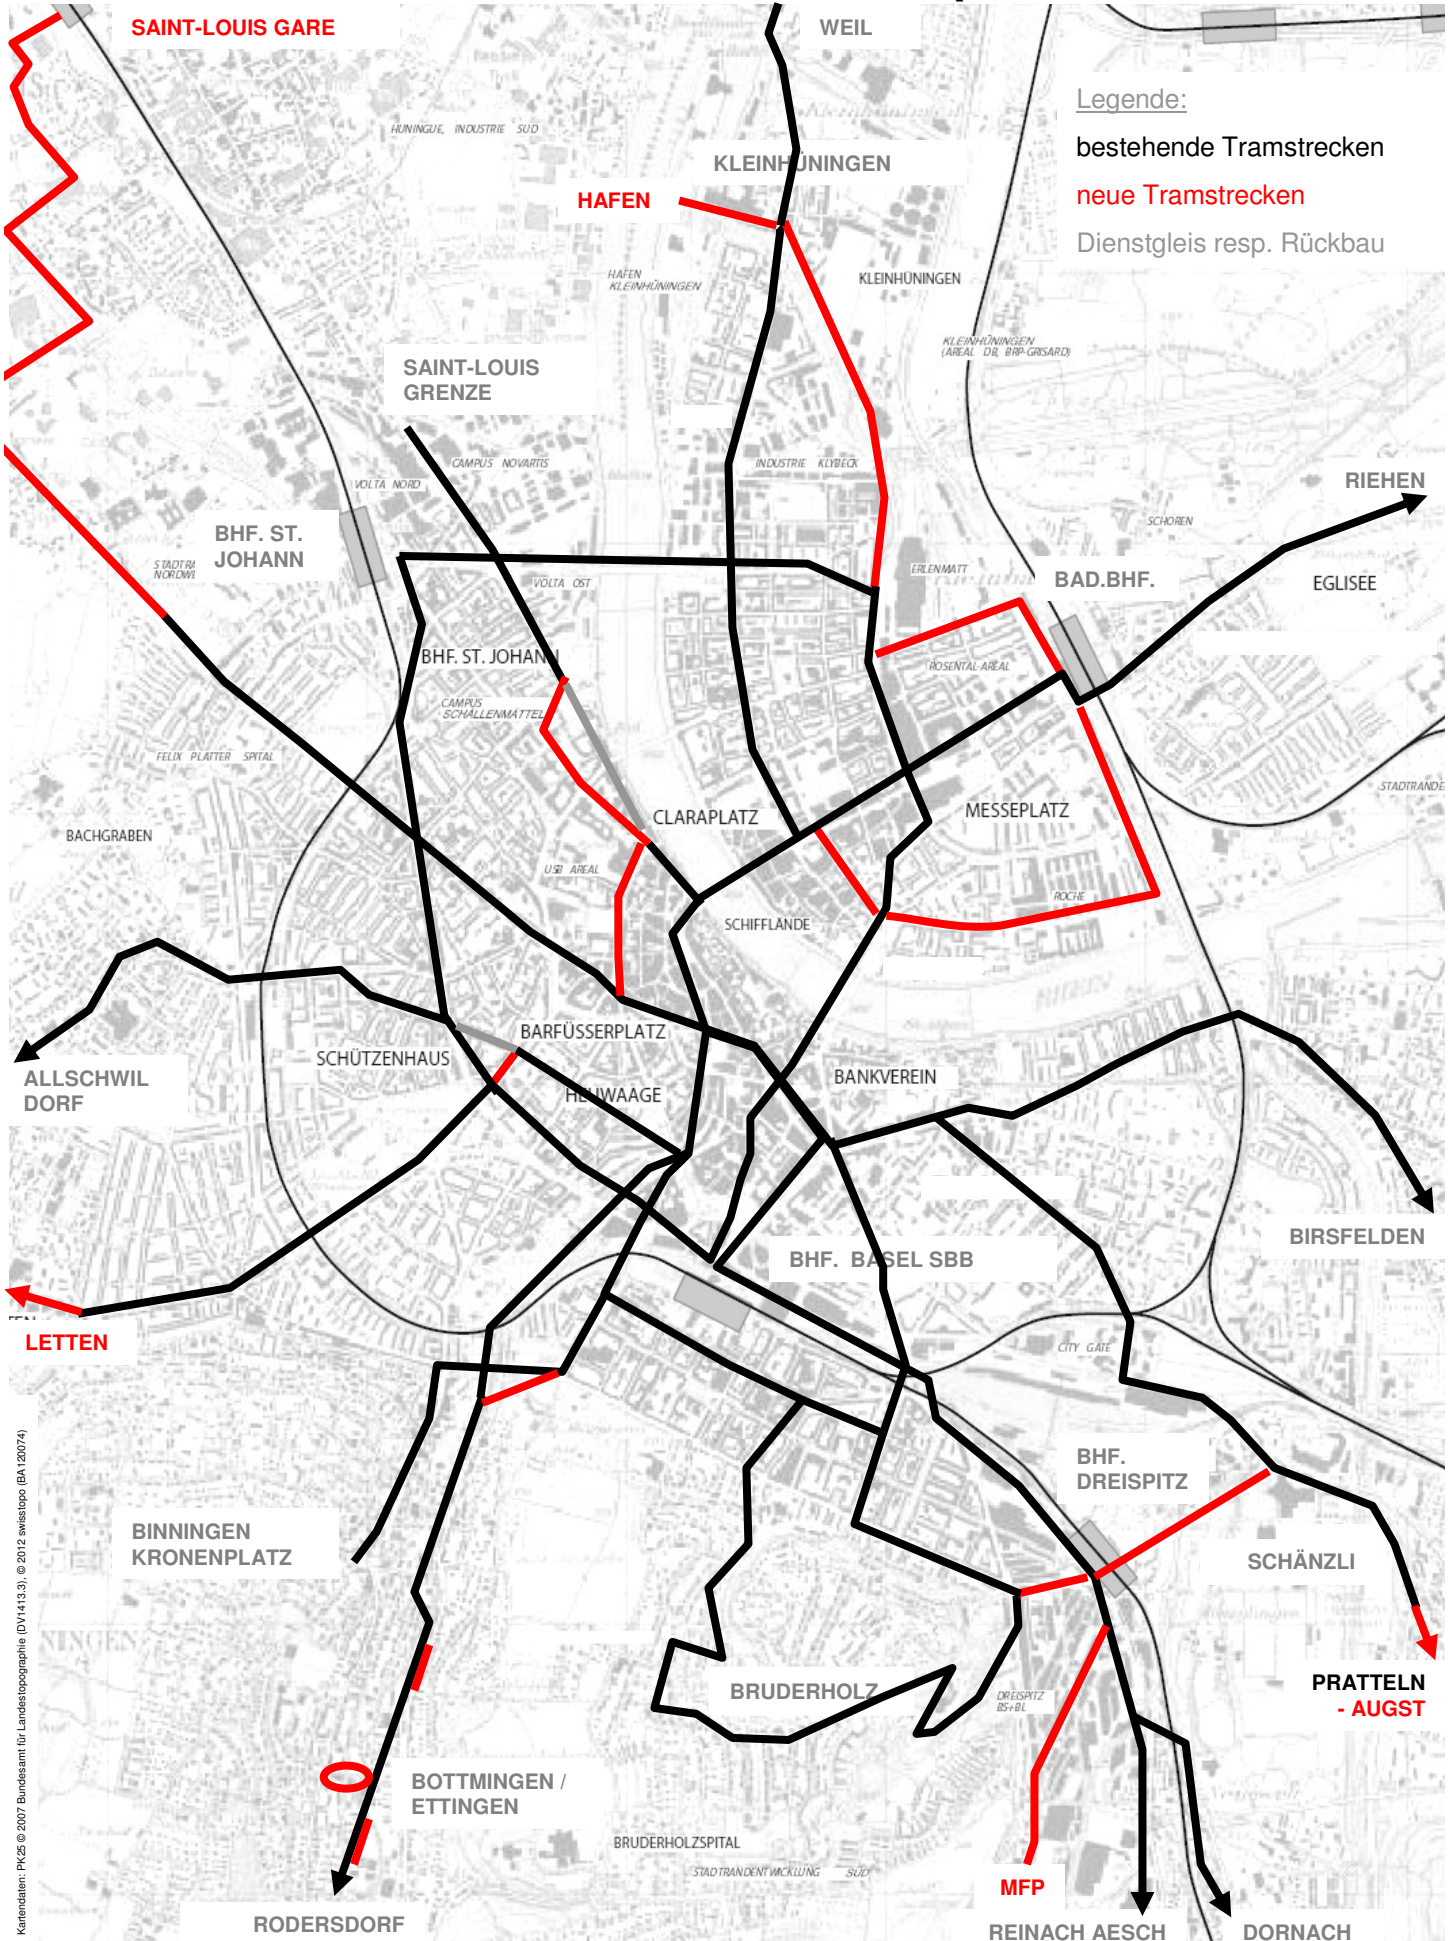 SAINT-LOUIS GARE
WEIL
Legende:
bestehende Tramstrecken
neue Tramstrecken
Dienstgleis resp. Rückbau
HUNINGUE, INDUSTRIE SUD
KLEINHÜNINGEN
HAFEN
HAFEN
KLEINHÜNINGEN
KLEINHÜNINGEN
KLEINHÜNINGEN
(AREAL DB, BRP-GRISARD)
SAINT-LOUIS
GRENZE
CAMPUS NOVARTIS
INDUSTRIE KLYBECK
VOLTA NORD
RIEHEN
SCHOREN
BHF. ST.
JOHANN
VOLTA OST
ERLENMATT
BAD.BHF.
EGLISEE
BHF. ST. JOHANN
ROSENTAL-AREAL
CAMPUS
SCHÄLLENMÄTTELI
FELIX PLATTER SPITAL
BACHGRABEN
CLARAPLATZ
MESSEPLATZ
USB AREAL
ROCHE
SCHIFFLÄNDE
BARFÜSSERPLATZ
SCHÜTZENHAUS
HEUWAAGE
BANKVEREIN
ALLSCHWIL
DORF
BIRSFELDEN
BHF. BASEL SBB
LETTEN
CITY GATE
BHF.
DREISPITZ
BINNINGEN
KRONENPLATZ
SCHÄNZLI
BRUDERHOLZ
DREISPITZ
BS+BL
PRATTELN
- AUGST
BOTTMINGEN /
ETTINGEN
BRUDERHOLZSPITAL
STADTRANDENTWICKLUNG SÜD
MFP
RODERSDORF
REINACH AESCH
DORNACH
Kartendaten: PK25 © 2007 Bundesamt für Landestopographie (DV1413.3), © 2012 swisstopo (BA120074)